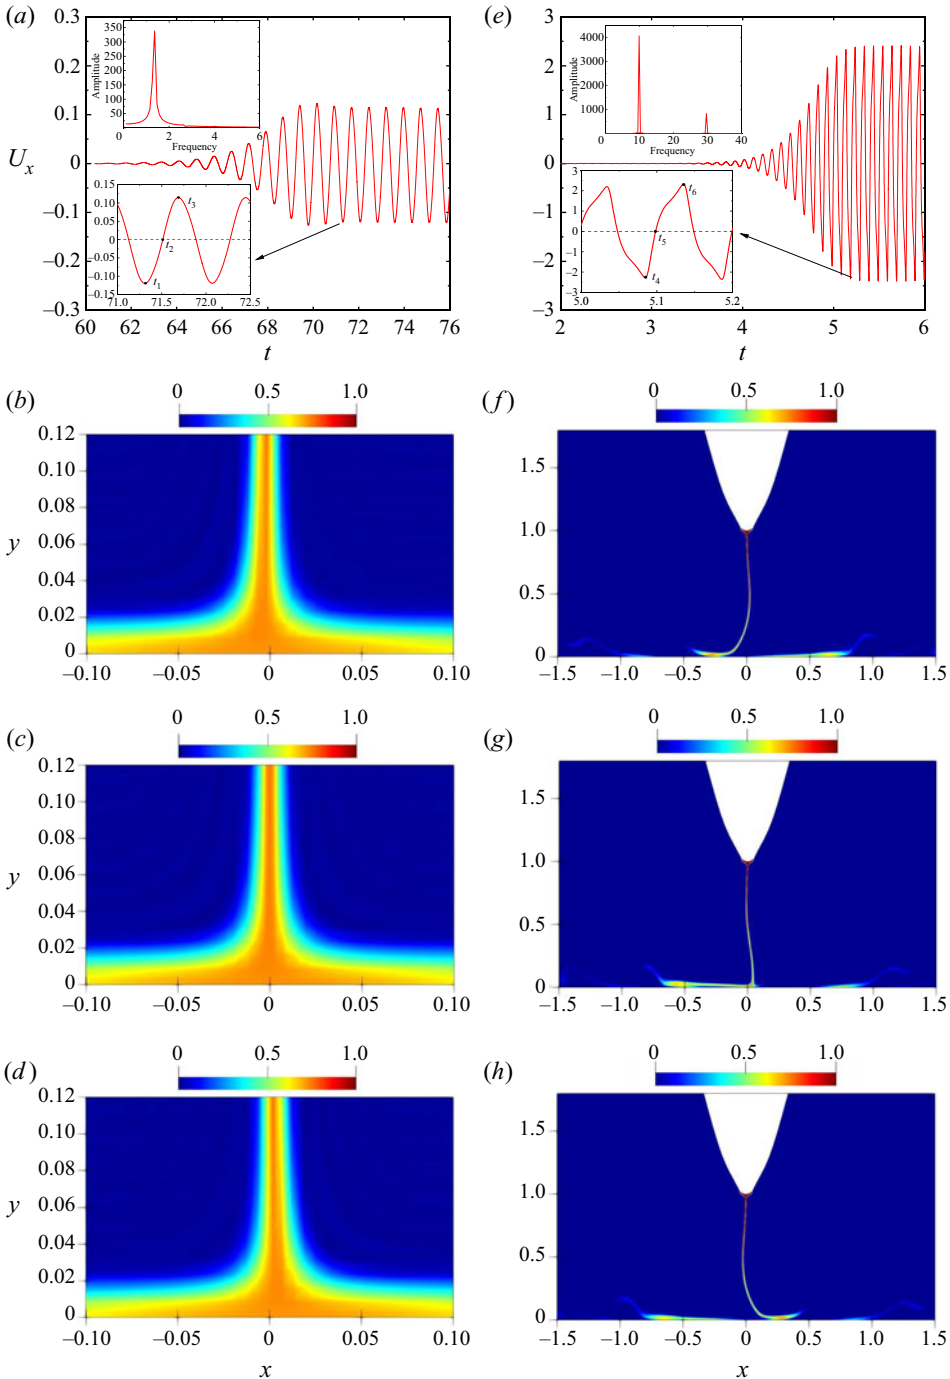 (a)
0.3
0.2
0.1
0
−0.1
−0.2
−0.3
U_x
60 62 64 66 68 70 72 74 76
t
350
300
250
200
150
100
50
Amplitude
0 2 4 6
Frequency
0.15
0.10
0.05
0
−0.05
−0.10
−0.15
t_1
t_2
t_3
71.0 71.5 72.0 72.5
(e)
3
2
1
0
−1
−2
−3
2 3 4 5 6
t
4000
3000
2000
1000
Amplitude
0 10 20 30 40
Frequency
3
2
1
0
−1
−2
−3
t_4
t_5
t_6
5.0 5.1 5.2
(b)
0 0.5 1.0
0.12
0.10
0.08
0.06
0.04
0.02
0
y
−0.10 −0.05 0 0.05 0.10
(f)
0 0.5 1.0
1.5
1.0
0.5
0
−1.5 −1.0 −0.5 0 0.5 1.0 1.5
(c)
0 0.5 1.0
0.12
0.10
0.08
0.06
0.04
0.02
0
y
−0.10 −0.05 0 0.05 0.10
(g)
0 0.5 1.0
1.5
1.0
0.5
0
−1.5 −1.0 −0.5 0 0.5 1.0 1.5
(d)
0 0.5 1.0
0.12
0.10
0.08
0.06
0.04
0.02
0
y
−0.10 −0.05 0 0.05 0.10
x
(h)
0 0.5 1.0
1.5
1.0
0.5
0
−1.5 −1.0 −0.5 0 0.5 1.0 1.5
x